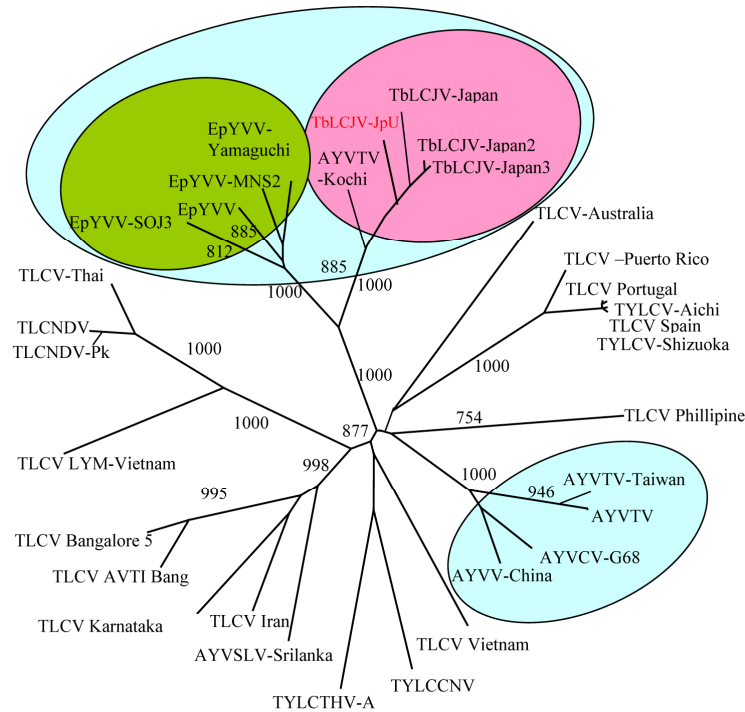 TbLCJV-Japan
TbLCJV-JpU
EpYVV-
Yamaguchi
AYVTV
-Kochi
TbLCJV-Japan2
TbLCJV-Japan3
EpYVV-MNS2
EpYVV
EpYVV-SOJ3
885
812
885
1000
1000
TLCV-Australia
TLCV –Puerto Rico
TLCV Portugal
TYLCV-Aichi
TLCV Spain
TYLCV-Shizuoka
TLCV-Thai
TLCNDV
TLCNDV-Pk
1000
1000
1000
1000
754
TLCV Phillipine
877
TLCV LYM-Vietnam
998
1000
995
946
AYVTV-Taiwan
AYVTV
AYVCV-G68
AYVV-China
TLCV Bangalore 5
TLCV AVTI Bang
TLCV Karnataka
TLCV Iran
AYVSLV-Srilanka
TLCV Vietnam
TYLCCNV
TYLCTHV-A